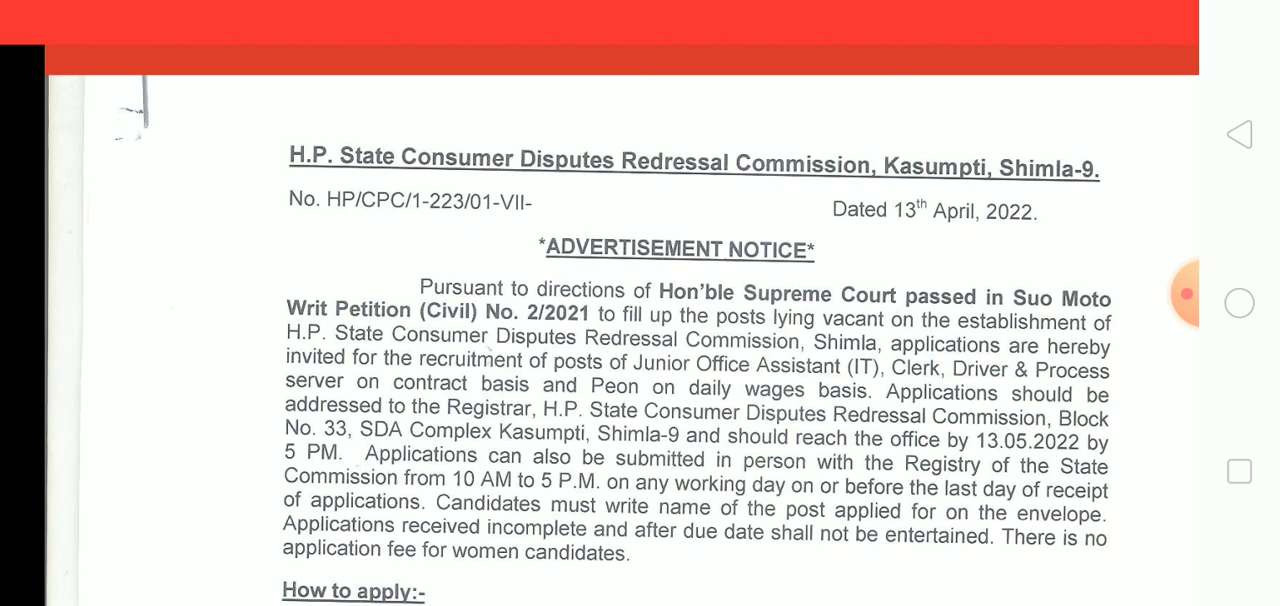 H.P. State Consumer Disputes Redressal Commission, Kasumpti, Shimla-9.
No. HP/CPC/1-223/01-VII-
Dated 13th April, 2022.
*ADVERTISEMENT NOTICE*
Pursuant to directions of Hon'ble Supreme Court passed in Suo Moto
Writ Petition (Civil) No. 2/2021 to fill up the posts lying vacant on the establishment of
H.P. State Consumer Disputes Redressal Commission, Shimla, applications are hereby
invited for the recruitment of posts of Junior Office Assistant (IT), Clerk, Driver & Process
server on contract basis and Peon on daily wages basis. Applications should be
addressed to the Registrar, H.P. State Consumer Disputes Redressal Commission, Block
No. 33, SDA Complex Kasumpti, Shimla-9 and should reach the office by 13.05.2022 by
5 PM. Applications can also be submitted in person with the Registry of the State
Commission from 10 AM to 5 P.M. on any working day on or before the last day of receipt
of applications. Candidates must write name of the post applied for on the envelope.
Applications received incomplete and after due date shall not be entertained. There is no
application fee for women candidates.
How to apply:-